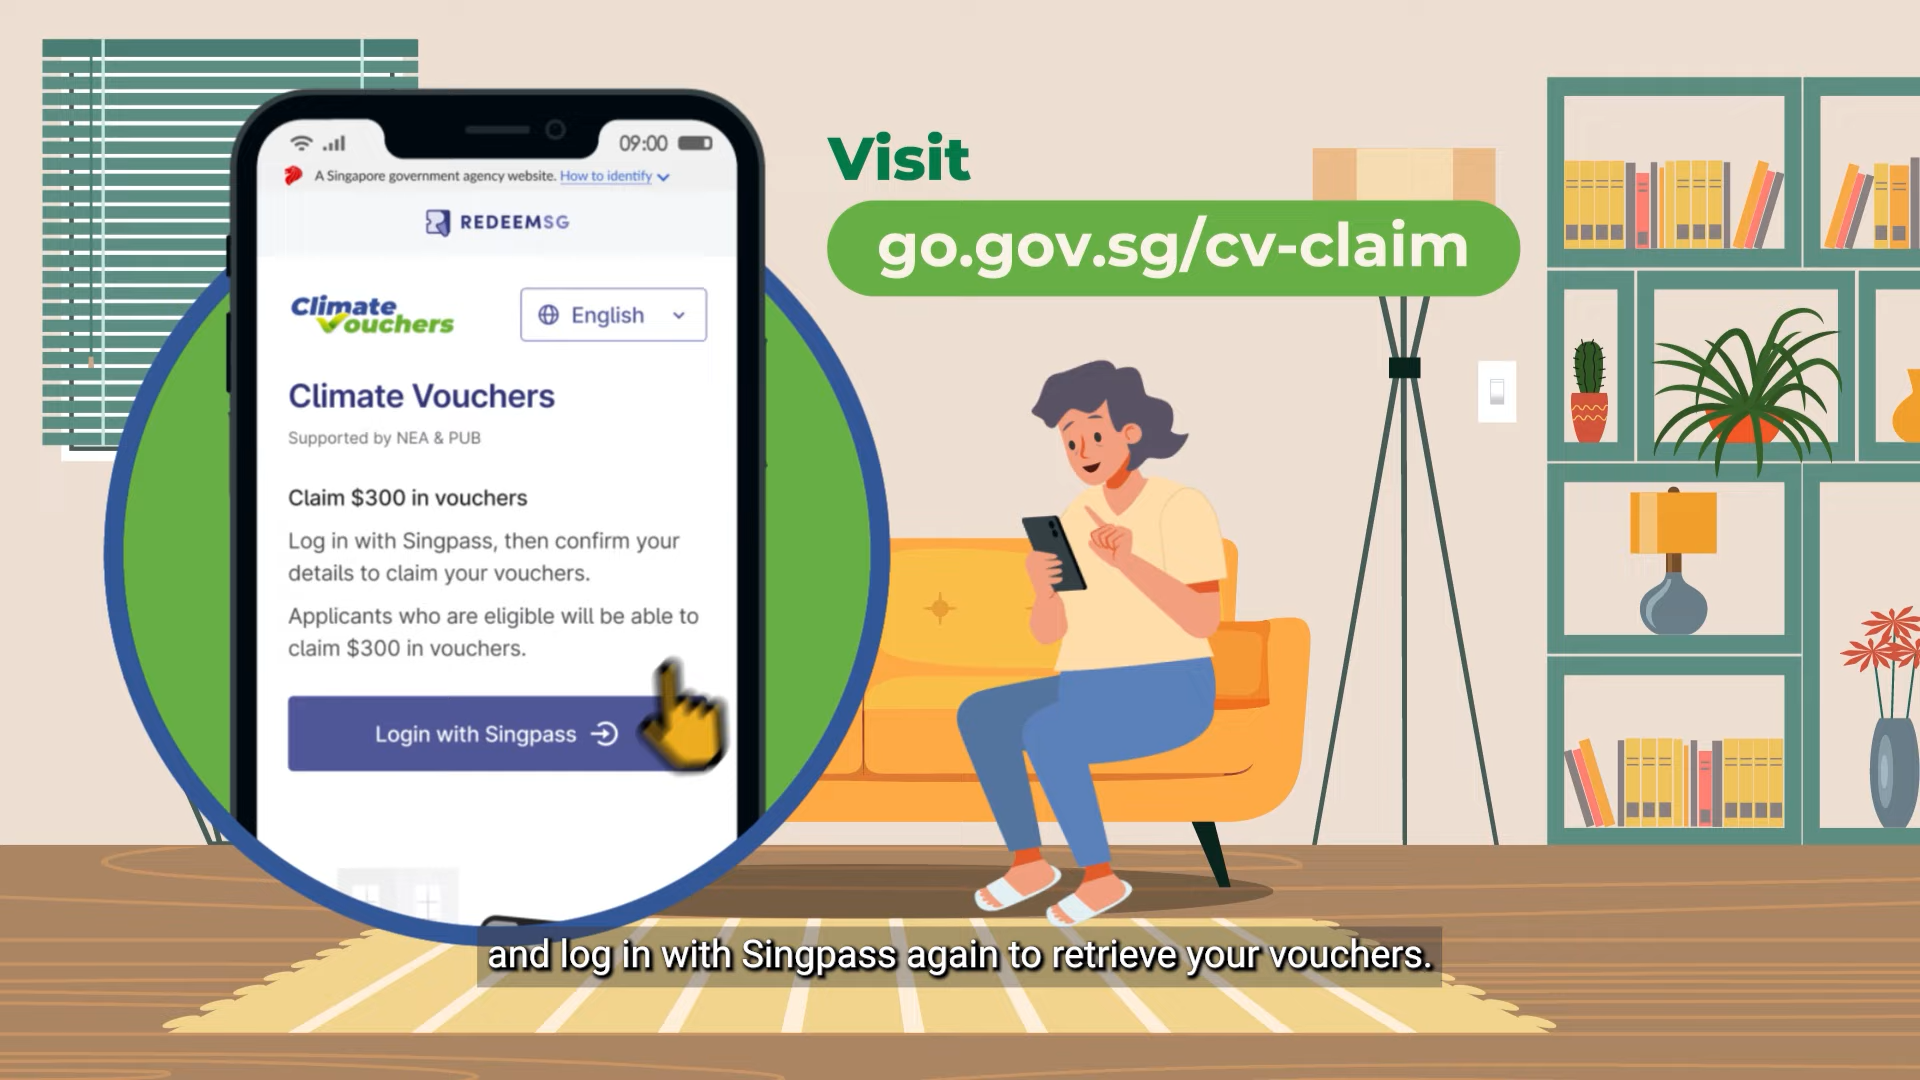 09:00
A Singapore government agency website. How to identify
REDEEMSG
Climate
Vouchers
English
Climate Vouchers
Supported by NEA & PUB
Claim $300 in vouchers
Log in with Singpass, then confirm your
details to claim your vouchers.
Applicants who are eligible will be able to
claim $300 in vouchers.
Login with Singpass
Visit
go.gov.sg/cv-claim
and log in with Singpass again to retrieve your vouchers.